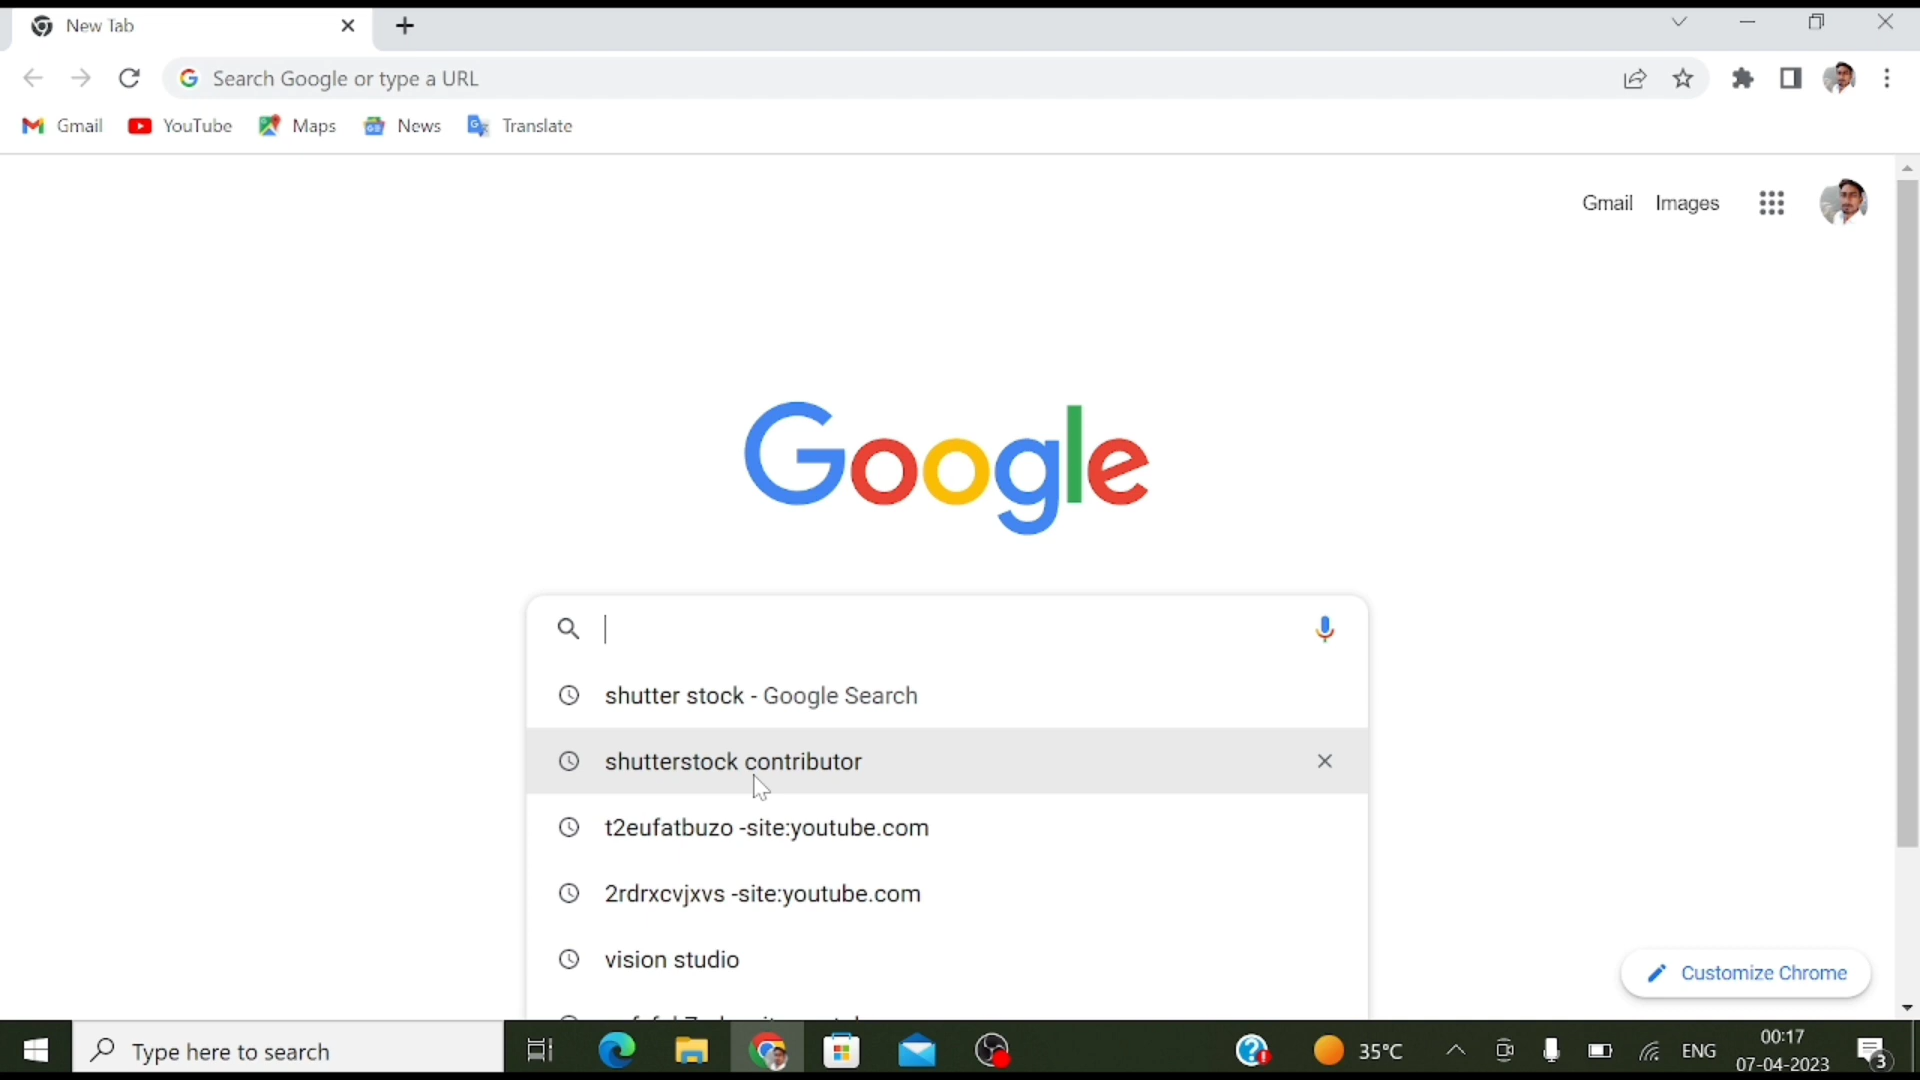 New Tab
Search Google or type a URL
Gmail YouTube Maps News Translate
Gmail Images
Google
shutter stock - Google Search
shutterstock contributor
t2eufatbuzo -site:youtube.com
2rdrxcvjxvs -site:youtube.com
vision studio
Customize Chrome
Type here to search
35°C
ENG
00:17
07-04-2023
3